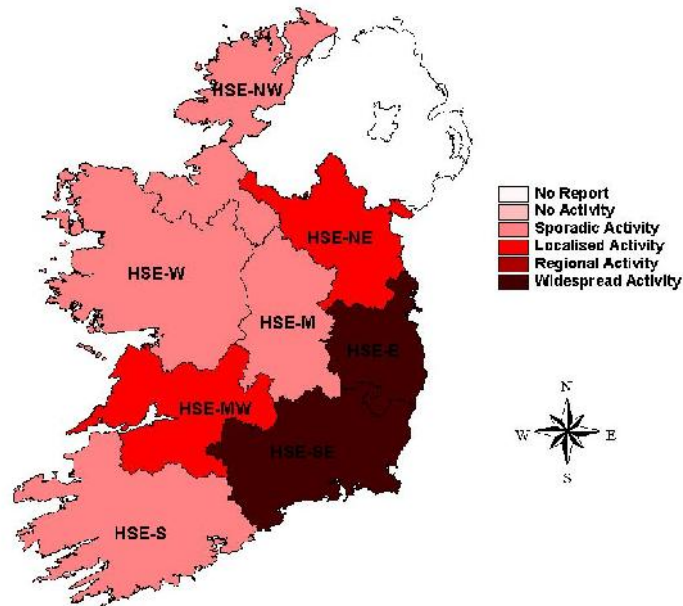 HSE-NW
No Report
No Activity
Sporadic Activity
Localised Activity
Regional Activity
Widespread Activity
HSE-NE
HSE-W
HSE-M
HSE-E
HSE-MW
HSE-SE
HSE-S
N
W E
S